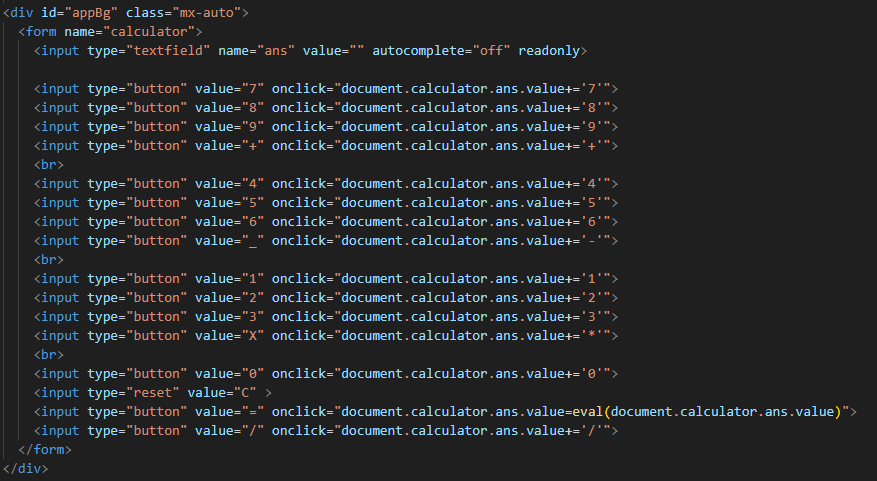 <div id="appBg" class="mx-auto">
<form name="calculator">
<input type="textfield" name="ans" value="" autocomplete="off" readonly>
<input type="button" value="7" onclick="document.calculator.ans.value+='7'">
<input type="button" value="8" onclick="document.calculator.ans.value+='8'">
<input type="button" value="9" onclick="document.calculator.ans.value+='9'">
<input type="button" value="+" onclick="document.calculator.ans.value+='+'">
<br>
<input type="button" value="4" onclick="document.calculator.ans.value+='4'">
<input type="button" value="5" onclick="document.calculator.ans.value+='5'">
<input type="button" value="6" onclick="document.calculator.ans.value+='6'">
<input type="button" value="_" onclick="document.calculator.ans.value+='-'">
<br>
<input type="button" value="1" onclick="document.calculator.ans.value+='1'">
<input type="button" value="2" onclick="document.calculator.ans.value+='2'">
<input type="button" value="3" onclick="document.calculator.ans.value+='3'">
<input type="button" value="X" onclick="document.calculator.ans.value+='*'">
<br>
<input type="button" value="0" onclick="document.calculator.ans.value+='0'">
<input type="reset" value="C" >
<input type="button" value="=" onclick="document.calculator.ans.value=eval(document.calculator.ans.value)">
<input type="button" value="/" onclick="document.calculator.ans.value+='/'">
</form>
</div>